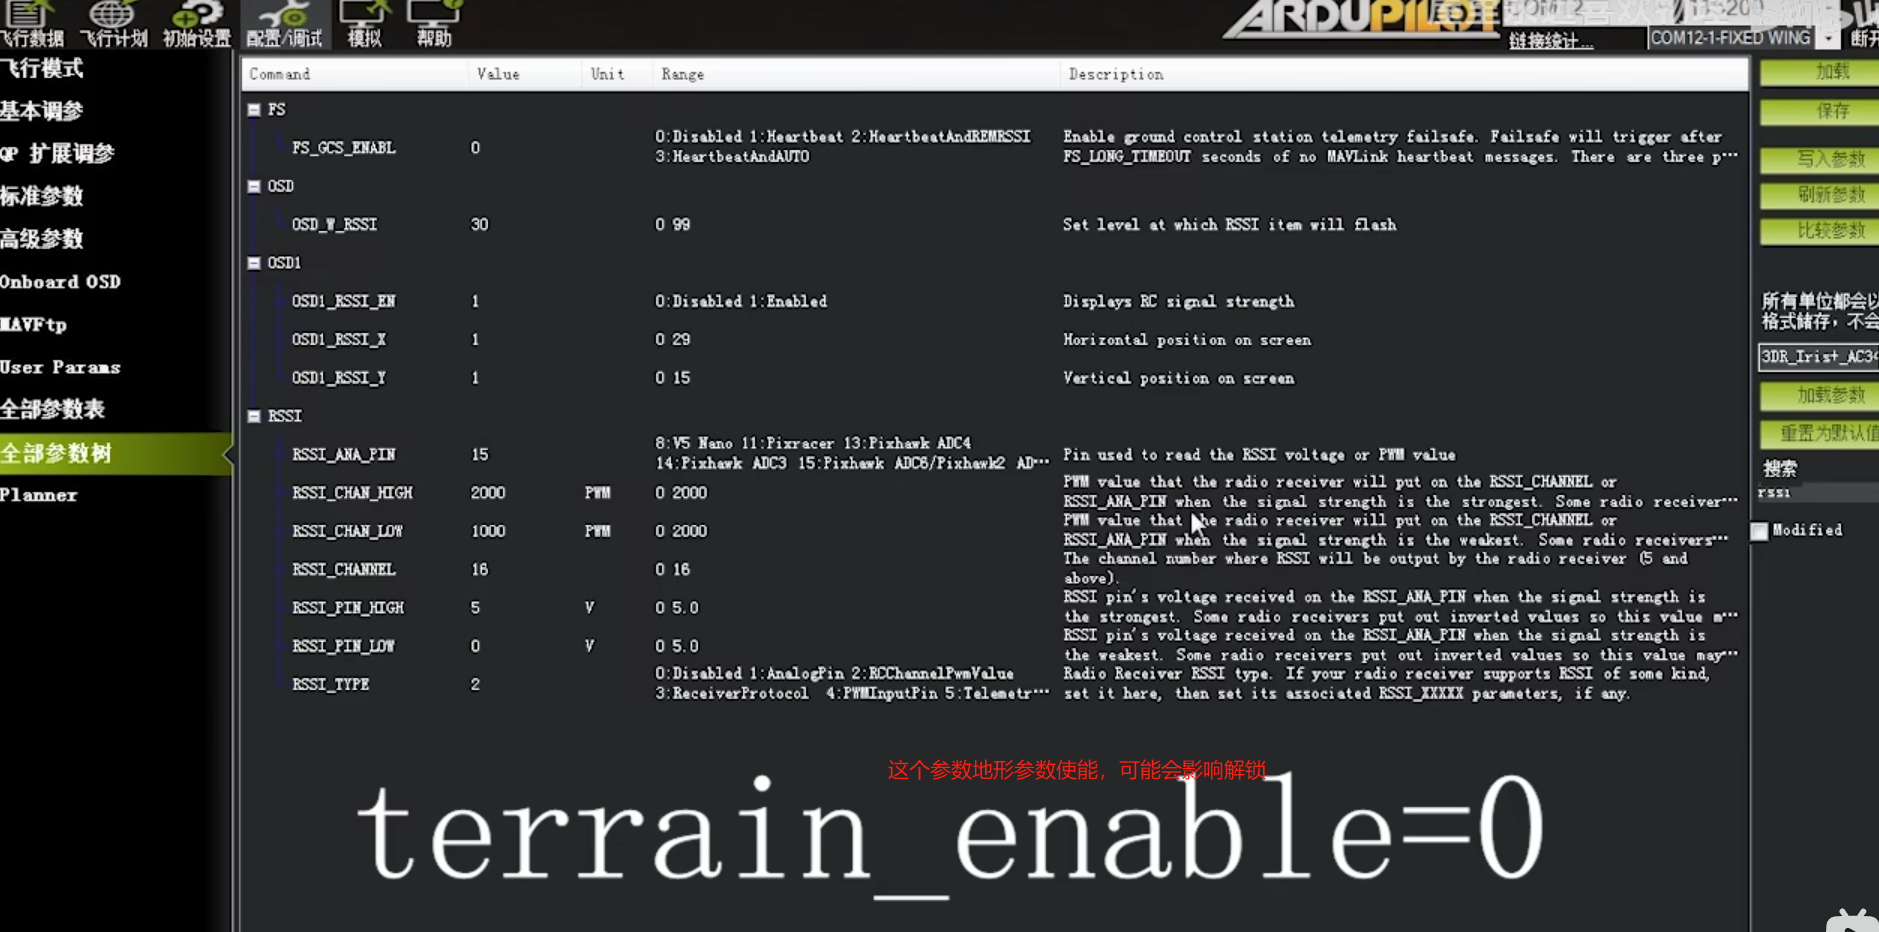 飞行数据 飞行计划 初始设置 配置/调试 模拟 帮助
ARDUPILOT
链接统计... COM12-1-FIXED WING 断开
飞行模式
基本调参
QP 扩展调参
标准参数
高级参数
Onboard OSD
MAVFtp
User Params
全部参数表
全部参数树
Planner
Command Value Unit Range Description
FS
FS_GCS_ENABL 0 0:Disabled 1:Heartbeat 2:HeartbeatAndREMRSSI 3:HeartbeatAndAUTO Enable ground control station telemetry failsafe. Failsafe will trigger after FS_LONG_TIMEOUT seconds of no MAVLink heartbeat messages. There are three p...
OSD
OSD_W_RSSI 30 0 99 Set level at which RSSI item will flash
OSD1
OSD1_RSSI_EN 1 0:Disabled 1:Enabled Displays RC signal strength
OSD1_RSSI_X 1 0 29 Horizontal position on screen
OSD1_RSSI_Y 1 0 15 Vertical position on screen
RSSI
RSSI_ANA_PIN 15 8:V5 Nano 11:Pixracer 13:Pixhawk ADC4 14:Pixhawk ADC3 15:Pixhawk ADC6/Pixhawk2 AD... Pin used to read the RSSI voltage or PWM value
RSSI_CHAN_HIGH 2000 PWM 0 2000 PWM value that the radio receiver will put on the RSSI_CHANNEL or RSSI_ANA_PIN when the signal strength is the strongest. Some radio receiver...
RSSI_CHAN_LOW 1000 PWM 0 2000 PWM value that the radio receiver will put on the RSSI_CHANNEL or RSSI_ANA_PIN when the signal strength is the weakest. Some radio receivers...
RSSI_CHANNEL 16 0 16 The channel number where RSSI will be output by the radio receiver (5 and above).
RSSI_PIN_HIGH 5 V 0 5.0 RSSI pin's voltage received on the RSSI_ANA_PIN when the signal strength is the strongest. Some radio receivers put out inverted values so this value m...
RSSI_PIN_LOW 0 V 0 5.0 RSSI pin's voltage received on the RSSI_ANA_PIN when the signal strength is the weakest. Some radio receivers put out inverted values so this value may...
RSSI_TYPE 2 0:Disabled 1:AnalogPin 2:RCChannelPwmValue 3:ReceiverProtocol 4:PWMInputPin 5:Telemetr... Radio Receiver RSSI type. If your radio receiver supports RSSI of some kind, set it here, then set its associated RSSI_XXXXX parameters, if any.
加载
保存
写入参数
刷新参数
比较参数
所有单位都会以
格式储存，不会
3DR_Iris+_AC34
加载参数
重置为默认值
搜索
rssi
Modified
这个参数地形参数使能，可能会影响解锁
terrain_enable=0